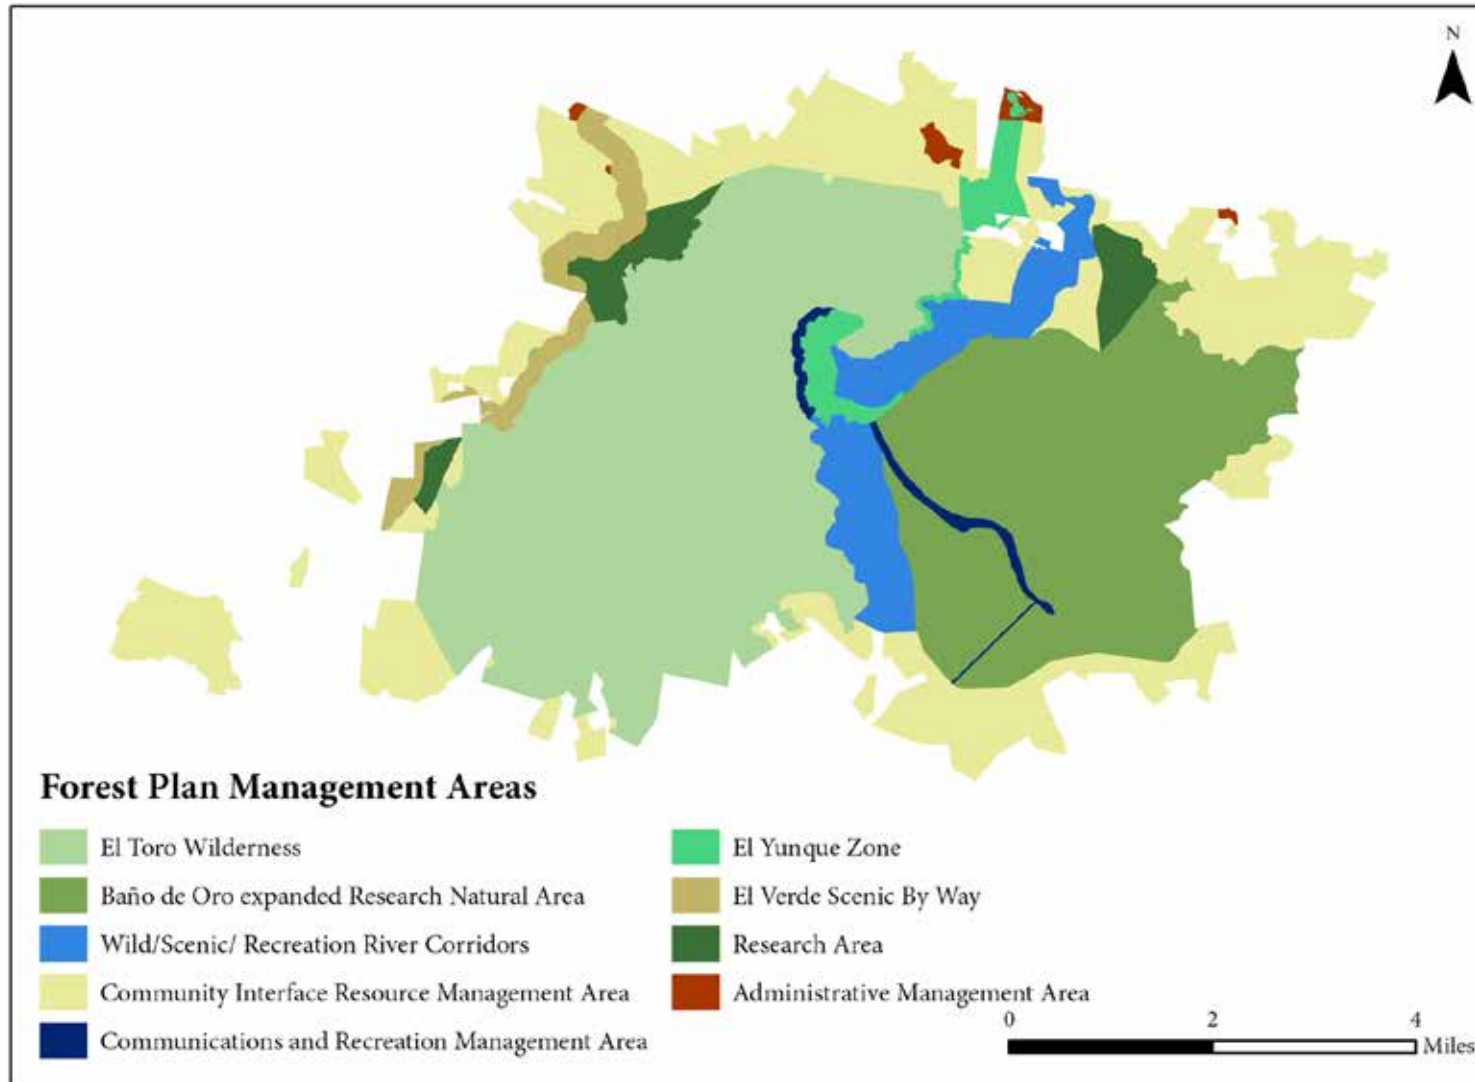 N
Forest Plan Management Areas
El Toro Wilderness
Baño de Oro expanded Research Natural Area
Wild/Scenic/ Recreation River Corridors
Community Interface Resource Management Area
Communications and Recreation Management Area
El Yunque Zone
El Verde Scenic By Way
Research Area
Administrative Management Area
0 2 4
Miles